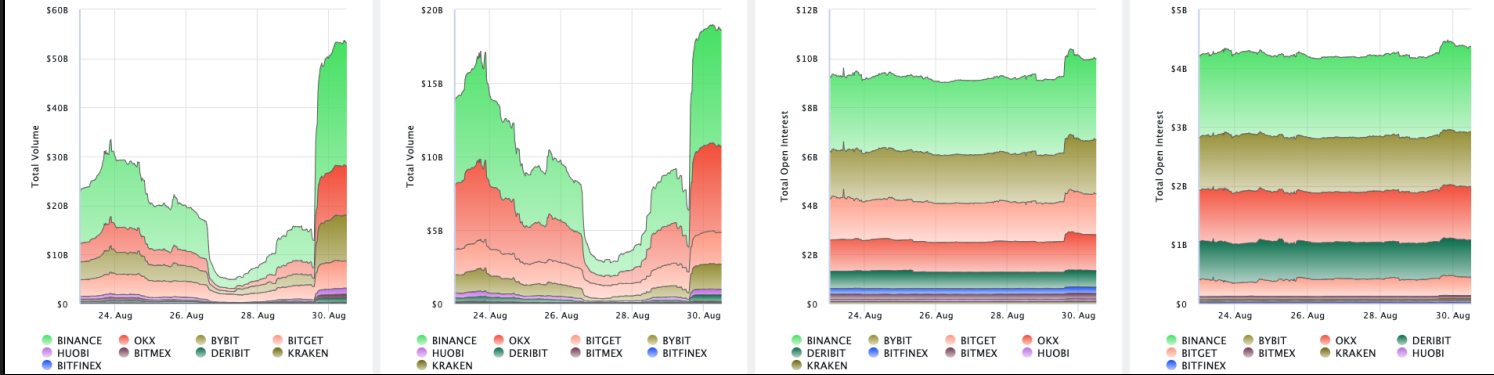 $60B
$50B
$40B
$30B
$20B
$10B
$0
Total Volume
24. Aug 26. Aug 28. Aug 30. Aug
BINANCE OKX BYBIT BITGET
HUOBI BITMEX DERIBIT KRAKEN
BITFINEX
$20B
$15B
$10B
$5B
$0
Total Volume
24. Aug 26. Aug 28. Aug 30. Aug
BINANCE OKX BITGET BYBIT
HUOBI DERIBIT BITMEX BITFINEX
KRAKEN
$12B
$10B
$8B
$6B
$4B
$2B
$0
Total Open Interest
24. Aug 26. Aug 28. Aug 30. Aug
BINANCE BYBIT BITGET OKX
DERIBIT BITFINEX BITMEX HUOBI
KRAKEN
$5B
$4B
$3B
$2B
$1B
$0
Total Open Interest
24. Aug 26. Aug 28. Aug 30. Aug
BINANCE BYBIT OKX DERIBIT
BITGET BITMEX KRAKEN HUOBI
BITFINEX